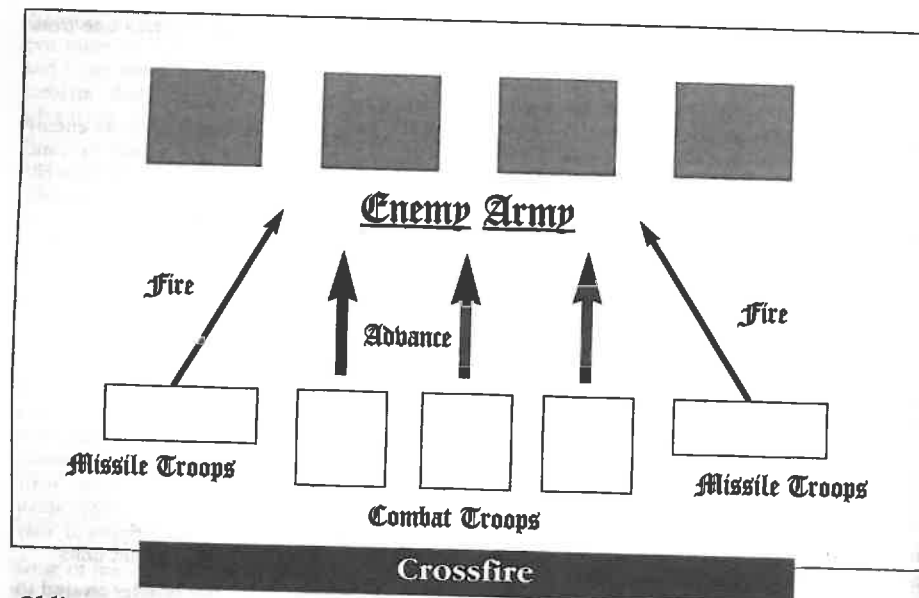 Enemy Army
Fire
Fire
Advance
Missile Troops
Missile Troops
Combat Troops
Crossfire